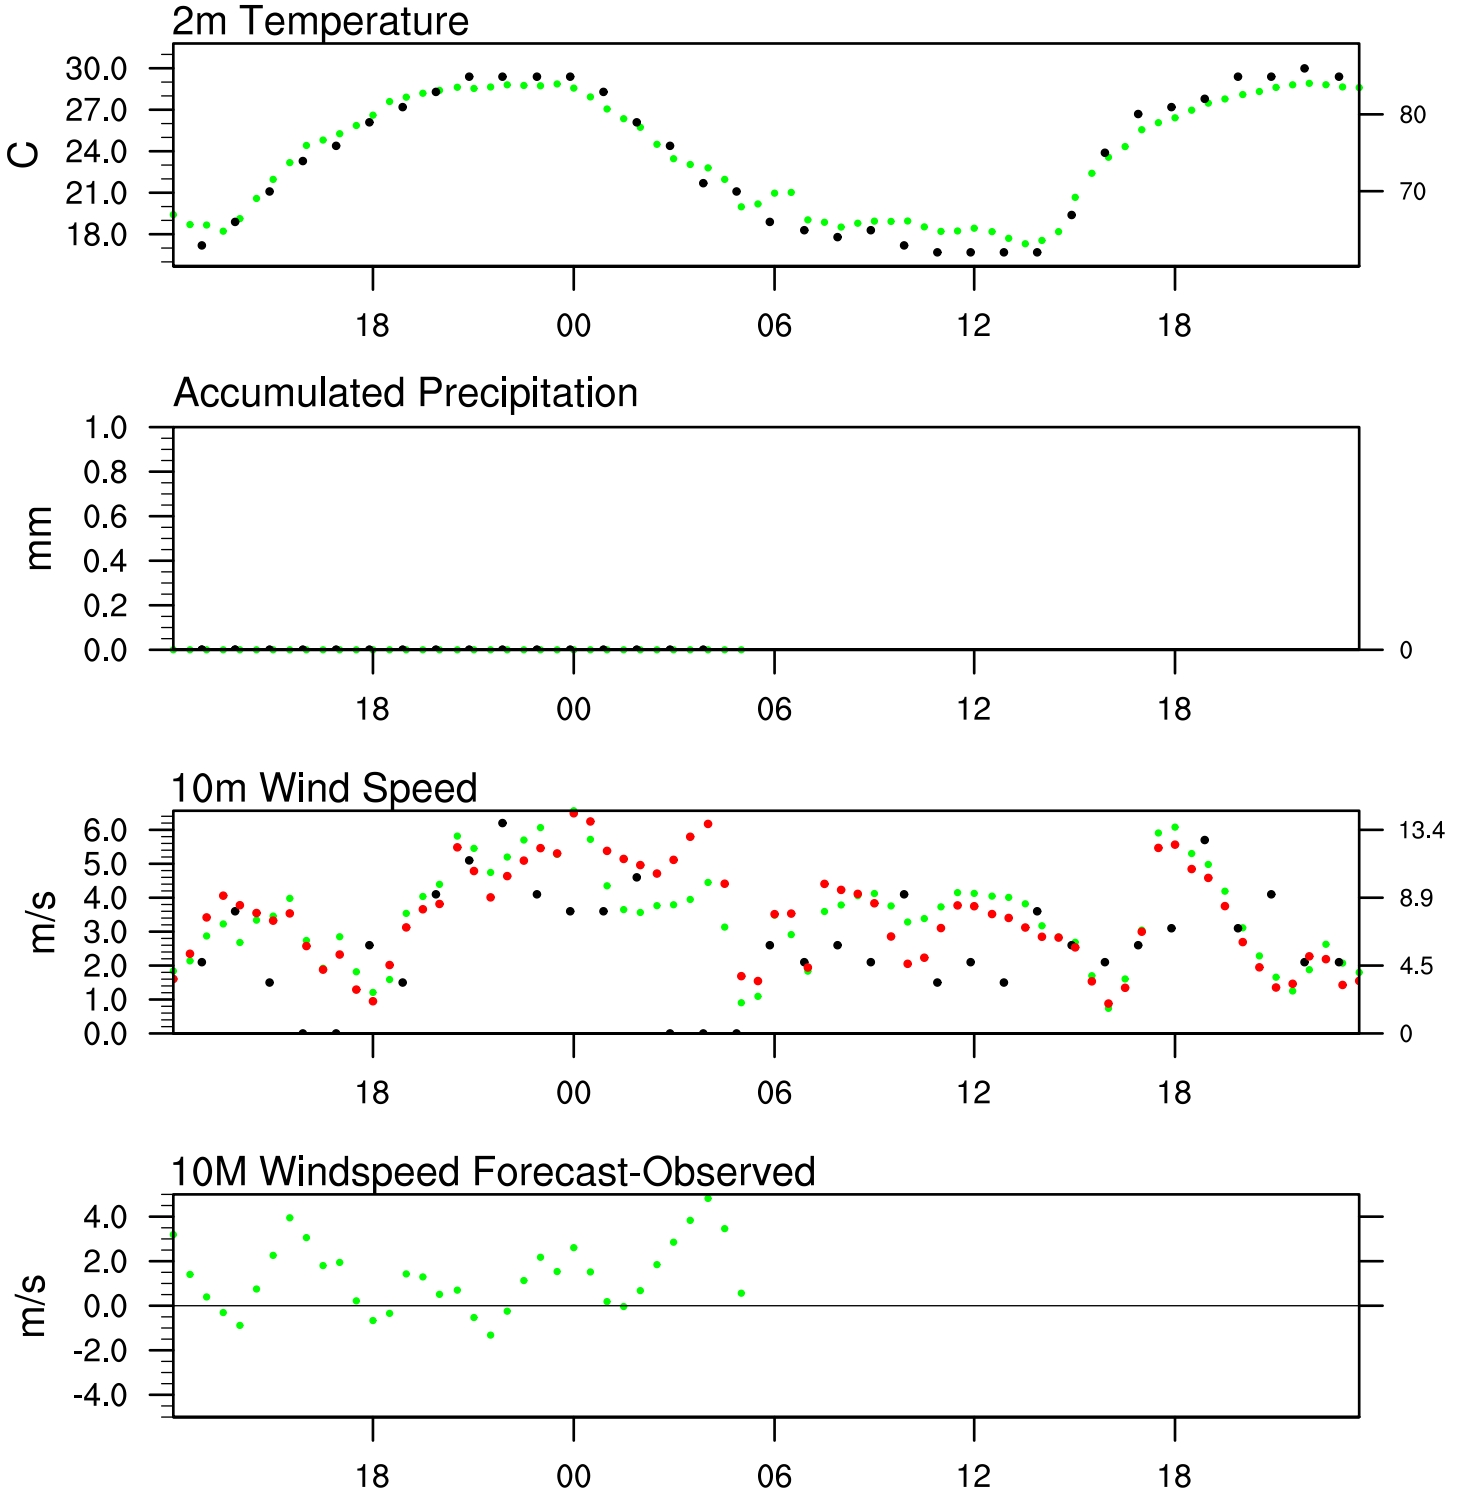 2m Temperature
30.0
27.0
24.0
21.0
18.0
C
80
70
18 00 06 12 18
Accumulated Precipitation
1.0
0.8
0.6
0.4
0.2
0.0
mm
0
18 00 06 12 18
10m Wind Speed
6.0
5.0
4.0
3.0
2.0
1.0
0.0
m/s
13.4
8.9
4.5
0
18 00 06 12 18
10M Windspeed Forecast-Observed
4.0
2.0
0.0
-2.0
-4.0
m/s
18 00 06 12 18